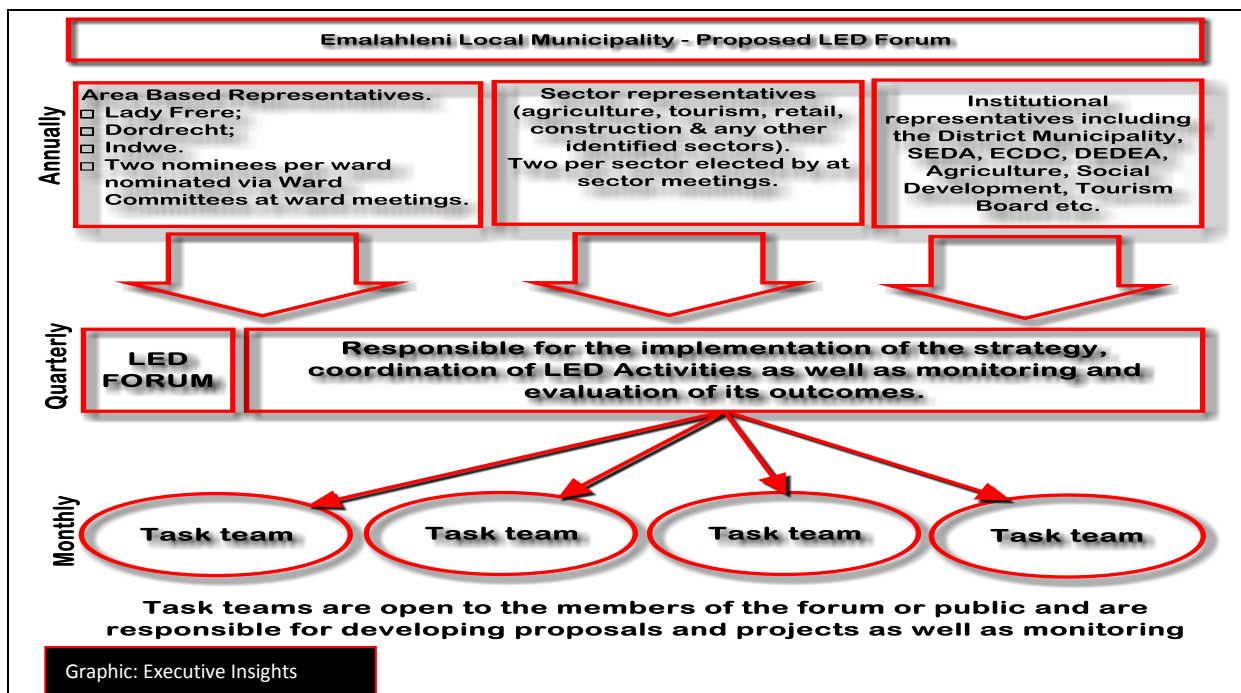 Emalahleni Local Municipality - Proposed LED Forum
Annually
Area Based Representatives.
□ Lady Frere;
□ Dordrecht;
□ Indwe.
□ Two nominees per ward
nominated via Ward
Committees at ward meetings.
Sector representatives
(agriculture, tourism, retail,
construction & any other
identified sectors).
Two per sector elected by at
sector meetings.
Institutional
representatives including
the District Municipality,
SEDA, ECDC, DEDEA,
Agriculture, Social
Development, Tourism
Board etc.
Quarterly
LED
FORUM
Responsible for the implementation of the strategy,
coordination of LED Activities as well as monitoring and
evaluation of its outcomes.
Monthly
Task team
Task team
Task team
Task team
Task teams are open to the members of the forum or public and are
responsible for developing proposals and projects as well as monitoring
Graphic: Executive Insights